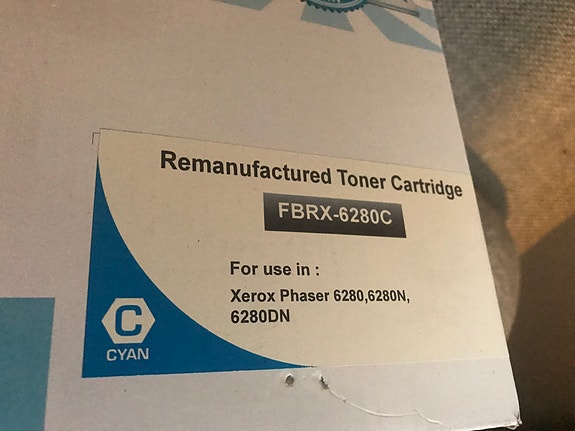 Remanufactured Toner Cartridge
FBRX-6280C
For use in :
Xerox Phaser 6280,6280N,
6280DN
C
CYAN